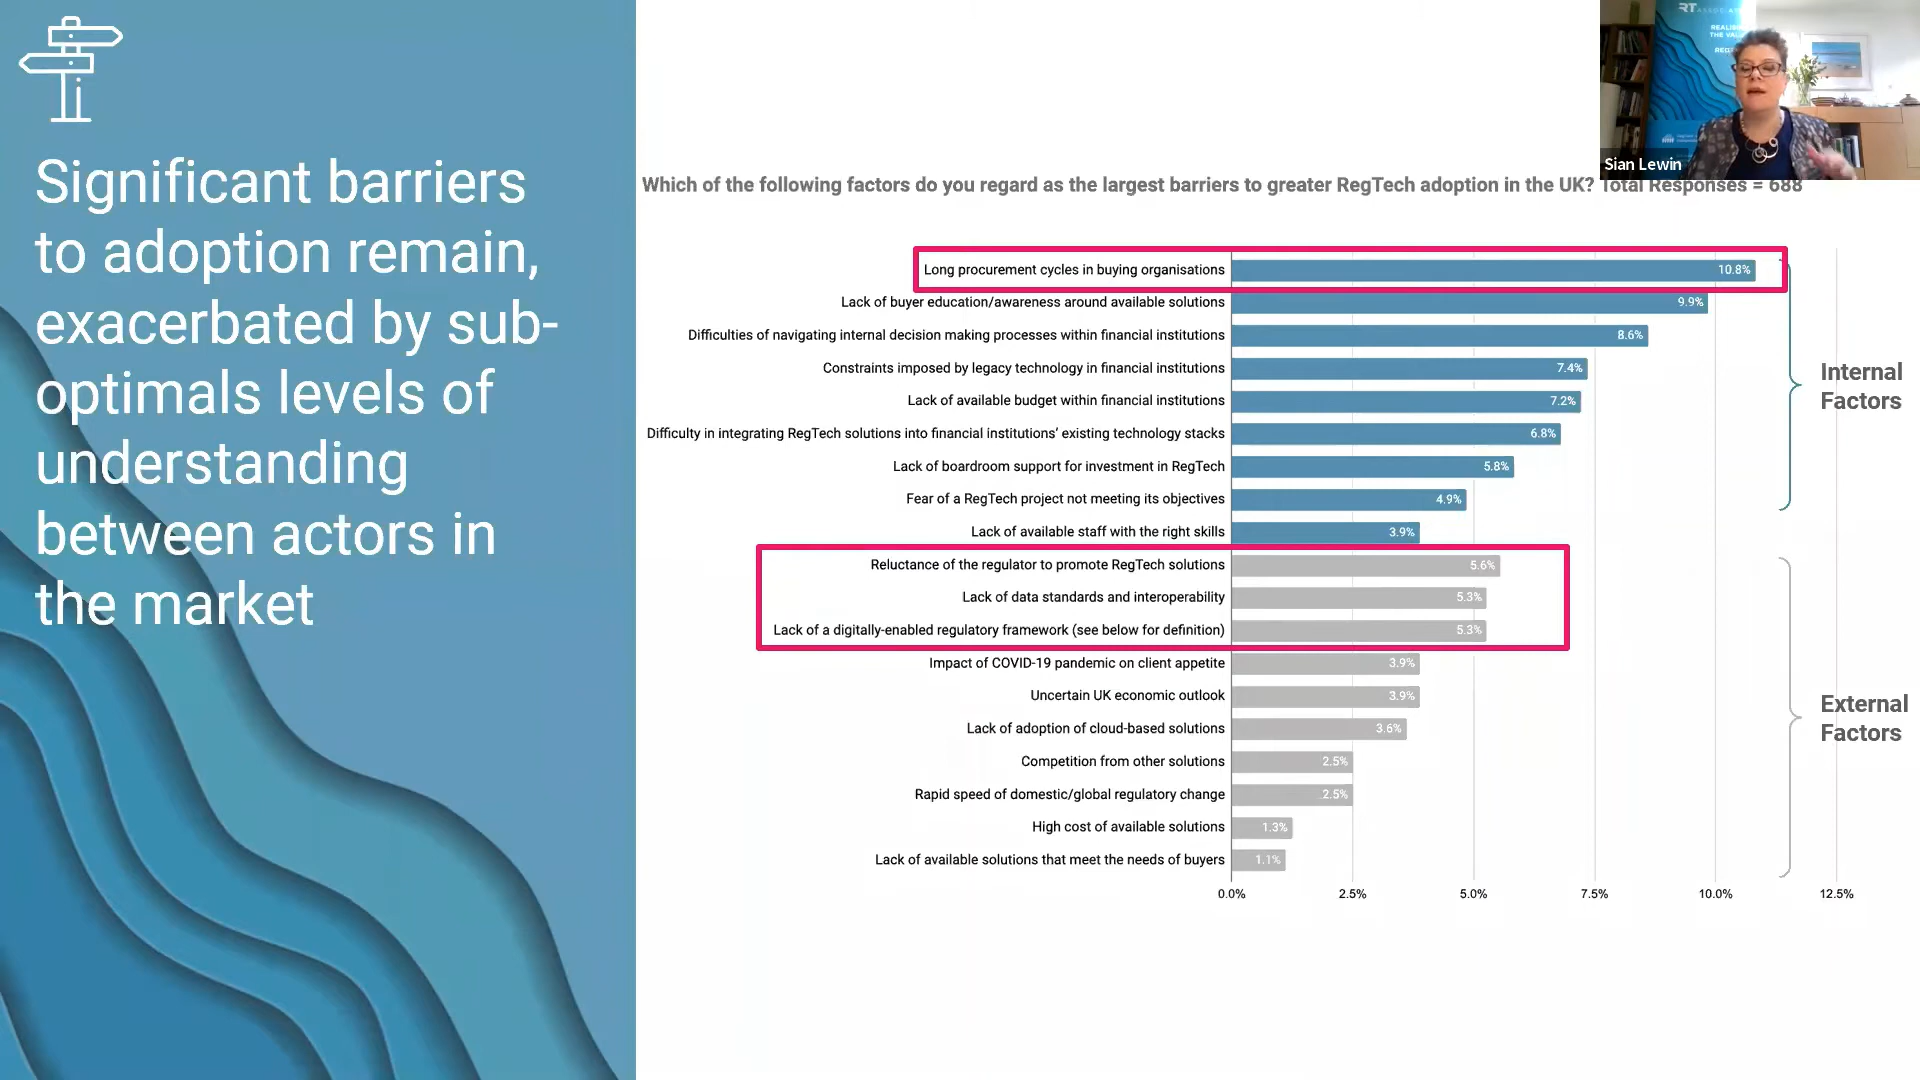 Significant barriers
to adoption remain,
exacerbated by sub-
optimals levels of
understanding
between actors in
the market
RT
REALIS
THE VAL
REG
Sian Lewin
Which of the following factors do you regard as the largest barriers to greater RegTech adoption in the UK? Total Responses = 688
Long procurement cycles in buying organisations 10.8%
Lack of buyer education/awareness around available solutions 9.9%
Difficulties of navigating internal decision making processes within financial institutions 8.6%
Constraints imposed by legacy technology in financial institutions 7.4%
Lack of available budget within financial institutions 7.2%
Difficulty in integrating RegTech solutions into financial institutions’ existing technology stacks 6.8%
Lack of boardroom support for investment in RegTech 5.8%
Fear of a RegTech project not meeting its objectives 4.9%
Lack of available staff with the right skills 3.9%
Internal
Factors
Reluctance of the regulator to promote RegTech solutions 5.6%
Lack of data standards and interoperability 5.3%
Lack of a digitally-enabled regulatory framework (see below for definition) 5.3%
Impact of COVID-19 pandemic on client appetite 3.9%
Uncertain UK economic outlook 3.9%
Lack of adoption of cloud-based solutions 3.6%
Competition from other solutions 2.5%
Rapid speed of domestic/global regulatory change 2.5%
High cost of available solutions 1.3%
Lack of available solutions that meet the needs of buyers 1.1%
External
Factors
0.0% 2.5% 5.0% 7.5% 10.0% 12.5%